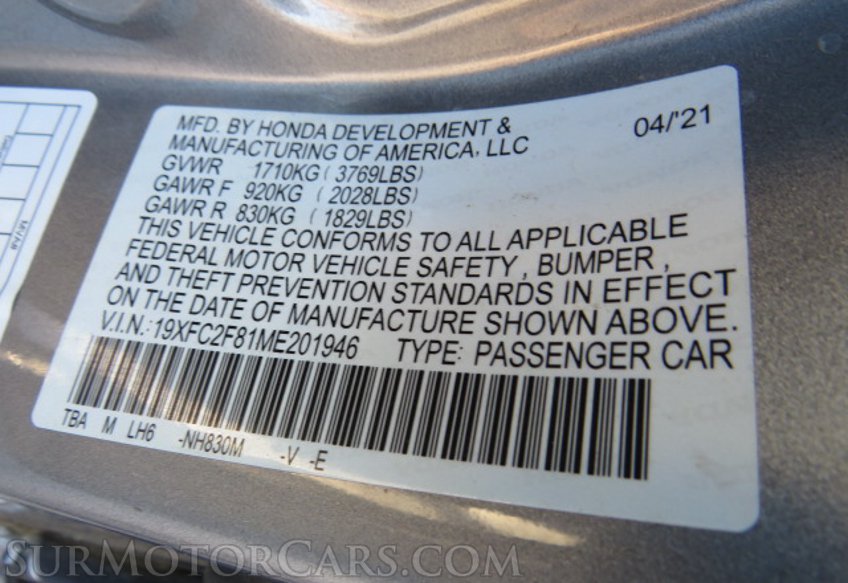 MFD. BY HONDA DEVELOPMENT & 04/'21
MANUFACTURING OF AMERICA, LLC
GVWR 1710KG ( 3769LBS)
GAWR F 920KG ( 2028LBS)
GAWR R 830KG ( 1829LBS)
THIS VEHICLE CONFORMS TO ALL APPLICABLE
FEDERAL MOTOR VEHICLE SAFETY , BUMPER ,
AND THEFT PREVENTION STANDARDS IN EFFECT
ON THE DATE OF MANUFACTURE SHOWN ABOVE.
V.I.N.:19XFC2F81ME201946 TYPE: PASSENGER CAR
TBA M LH6 -NH830M -V -E
SURMOTORCARS.COM